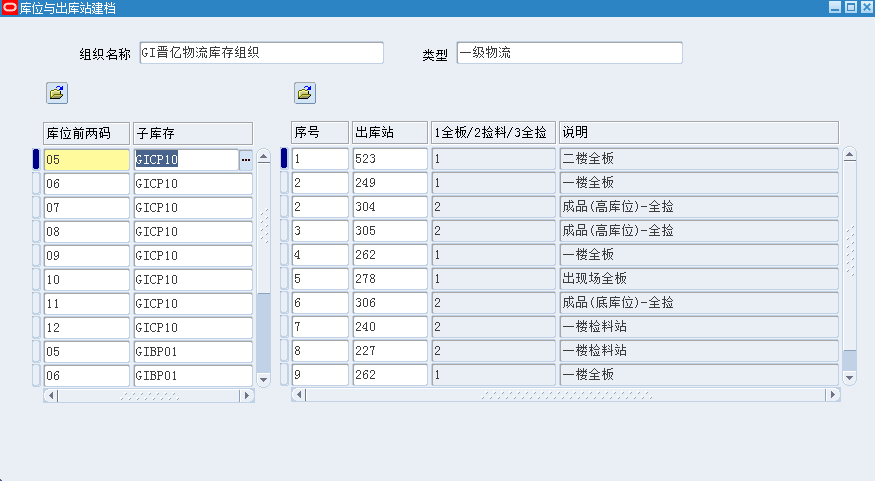 库位与出库站建档
组织名称 GI晋亿物流库存组织 类型 一级物流
库位前两码 子库存
05 GICP10 ...
06 GICP10
07 GICP10
08 GICP10
09 GICP10
10 GICP10
11 GICP10
12 GICP10
05 GIBP01
06 GIBP01
序号 出库站 1全板/2捡料/3全捡 说明
1 523 1 二楼全板
2 249 1 一楼全板
2 304 2 成品(高库位)-全捡
3 305 2 成品(高库位)-全捡
4 262 1 一楼全板
5 278 1 出现场全板
6 306 2 成品(底库位)-全捡
7 240 2 一楼检料站
8 227 2 一楼检料站
9 262 1 一楼全板